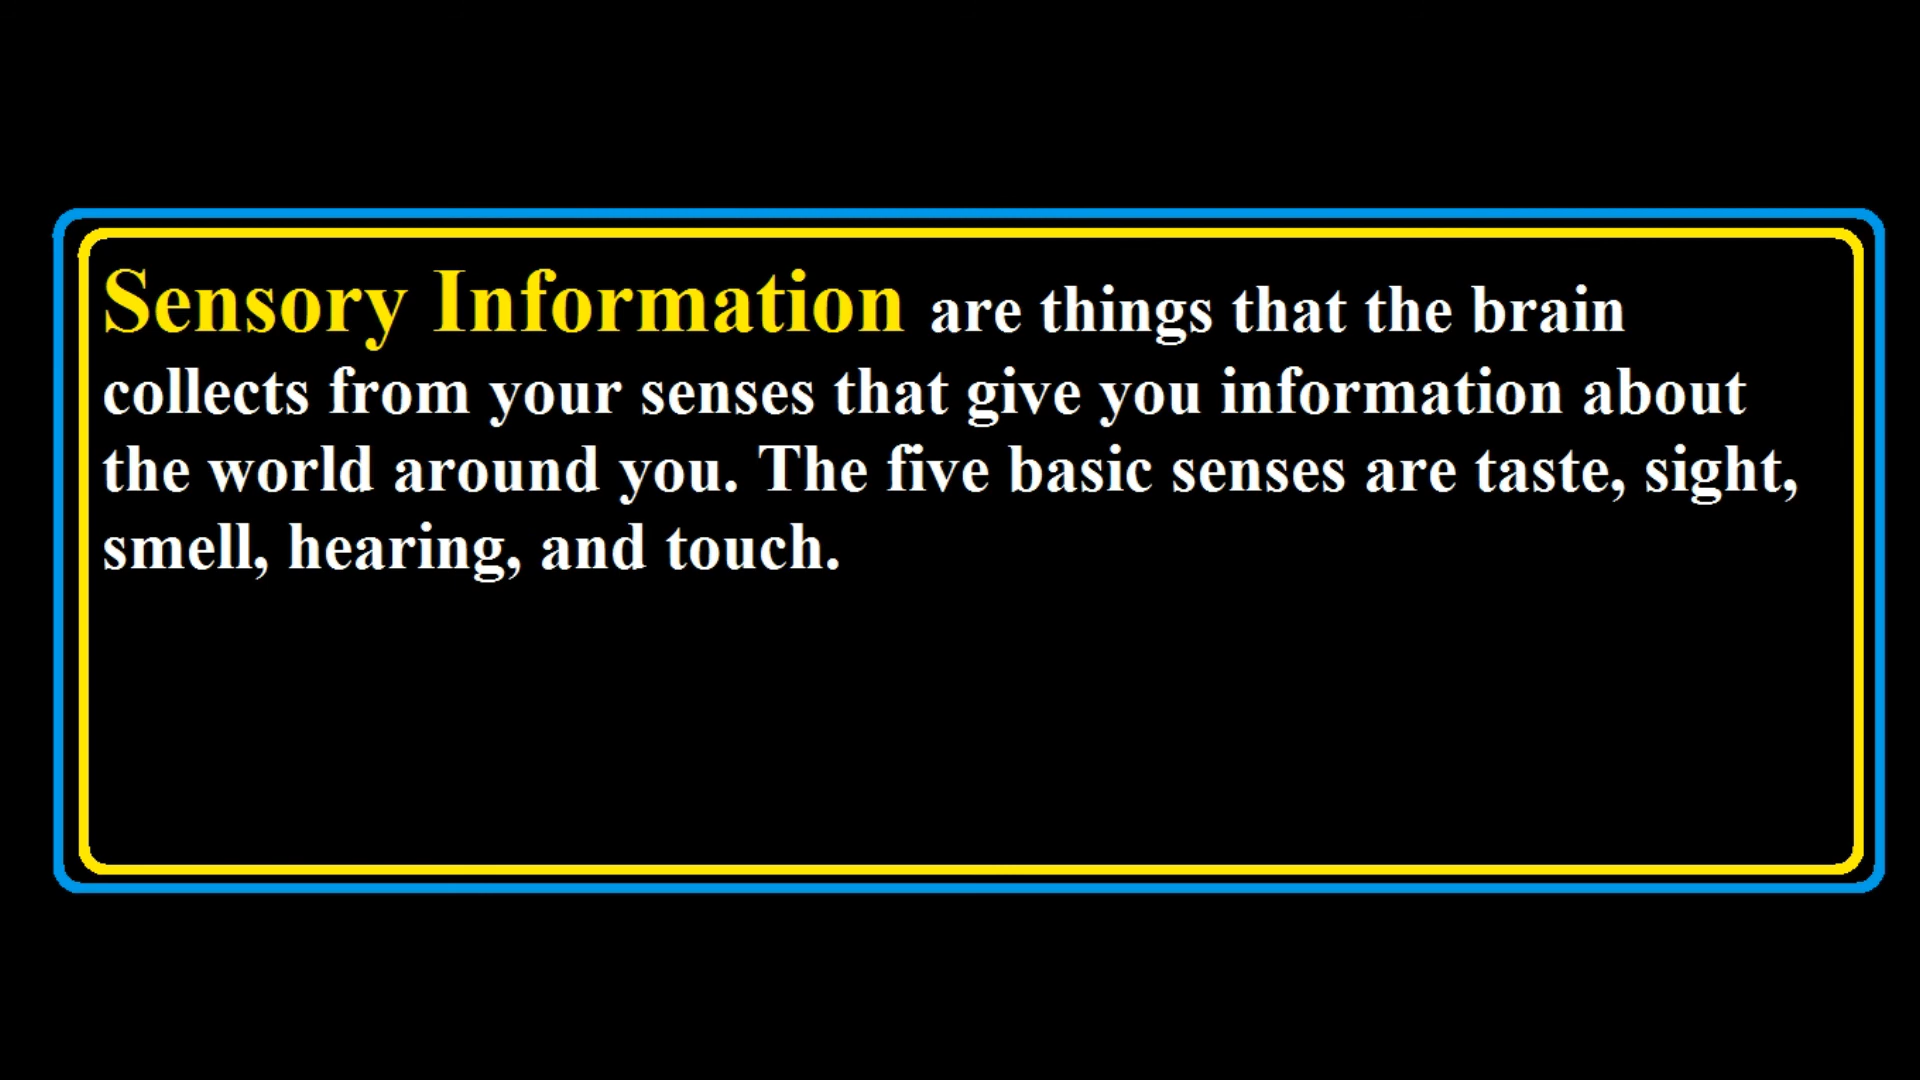 Sensory Information are things that the brain
collects from your senses that give you information about
the world around you. The five basic senses are taste, sight,
smell, hearing, and touch.